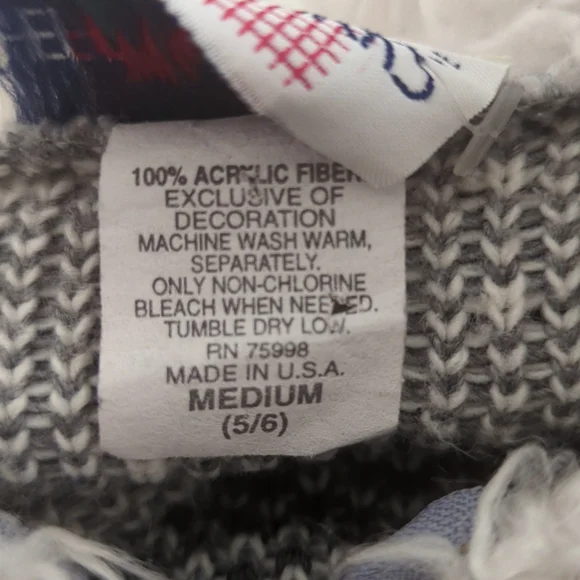 100% ACRYLIC FIBER
EXCLUSIVE OF
DECORATION
MACHINE WASH WARM,
SEPARATELY.
ONLY NON-CHLORINE
BLEACH WHEN NEEDED.
TUMBLE DRY LOW.
RN 75998
MADE IN U.S.A.
MEDIUM
(5/6)